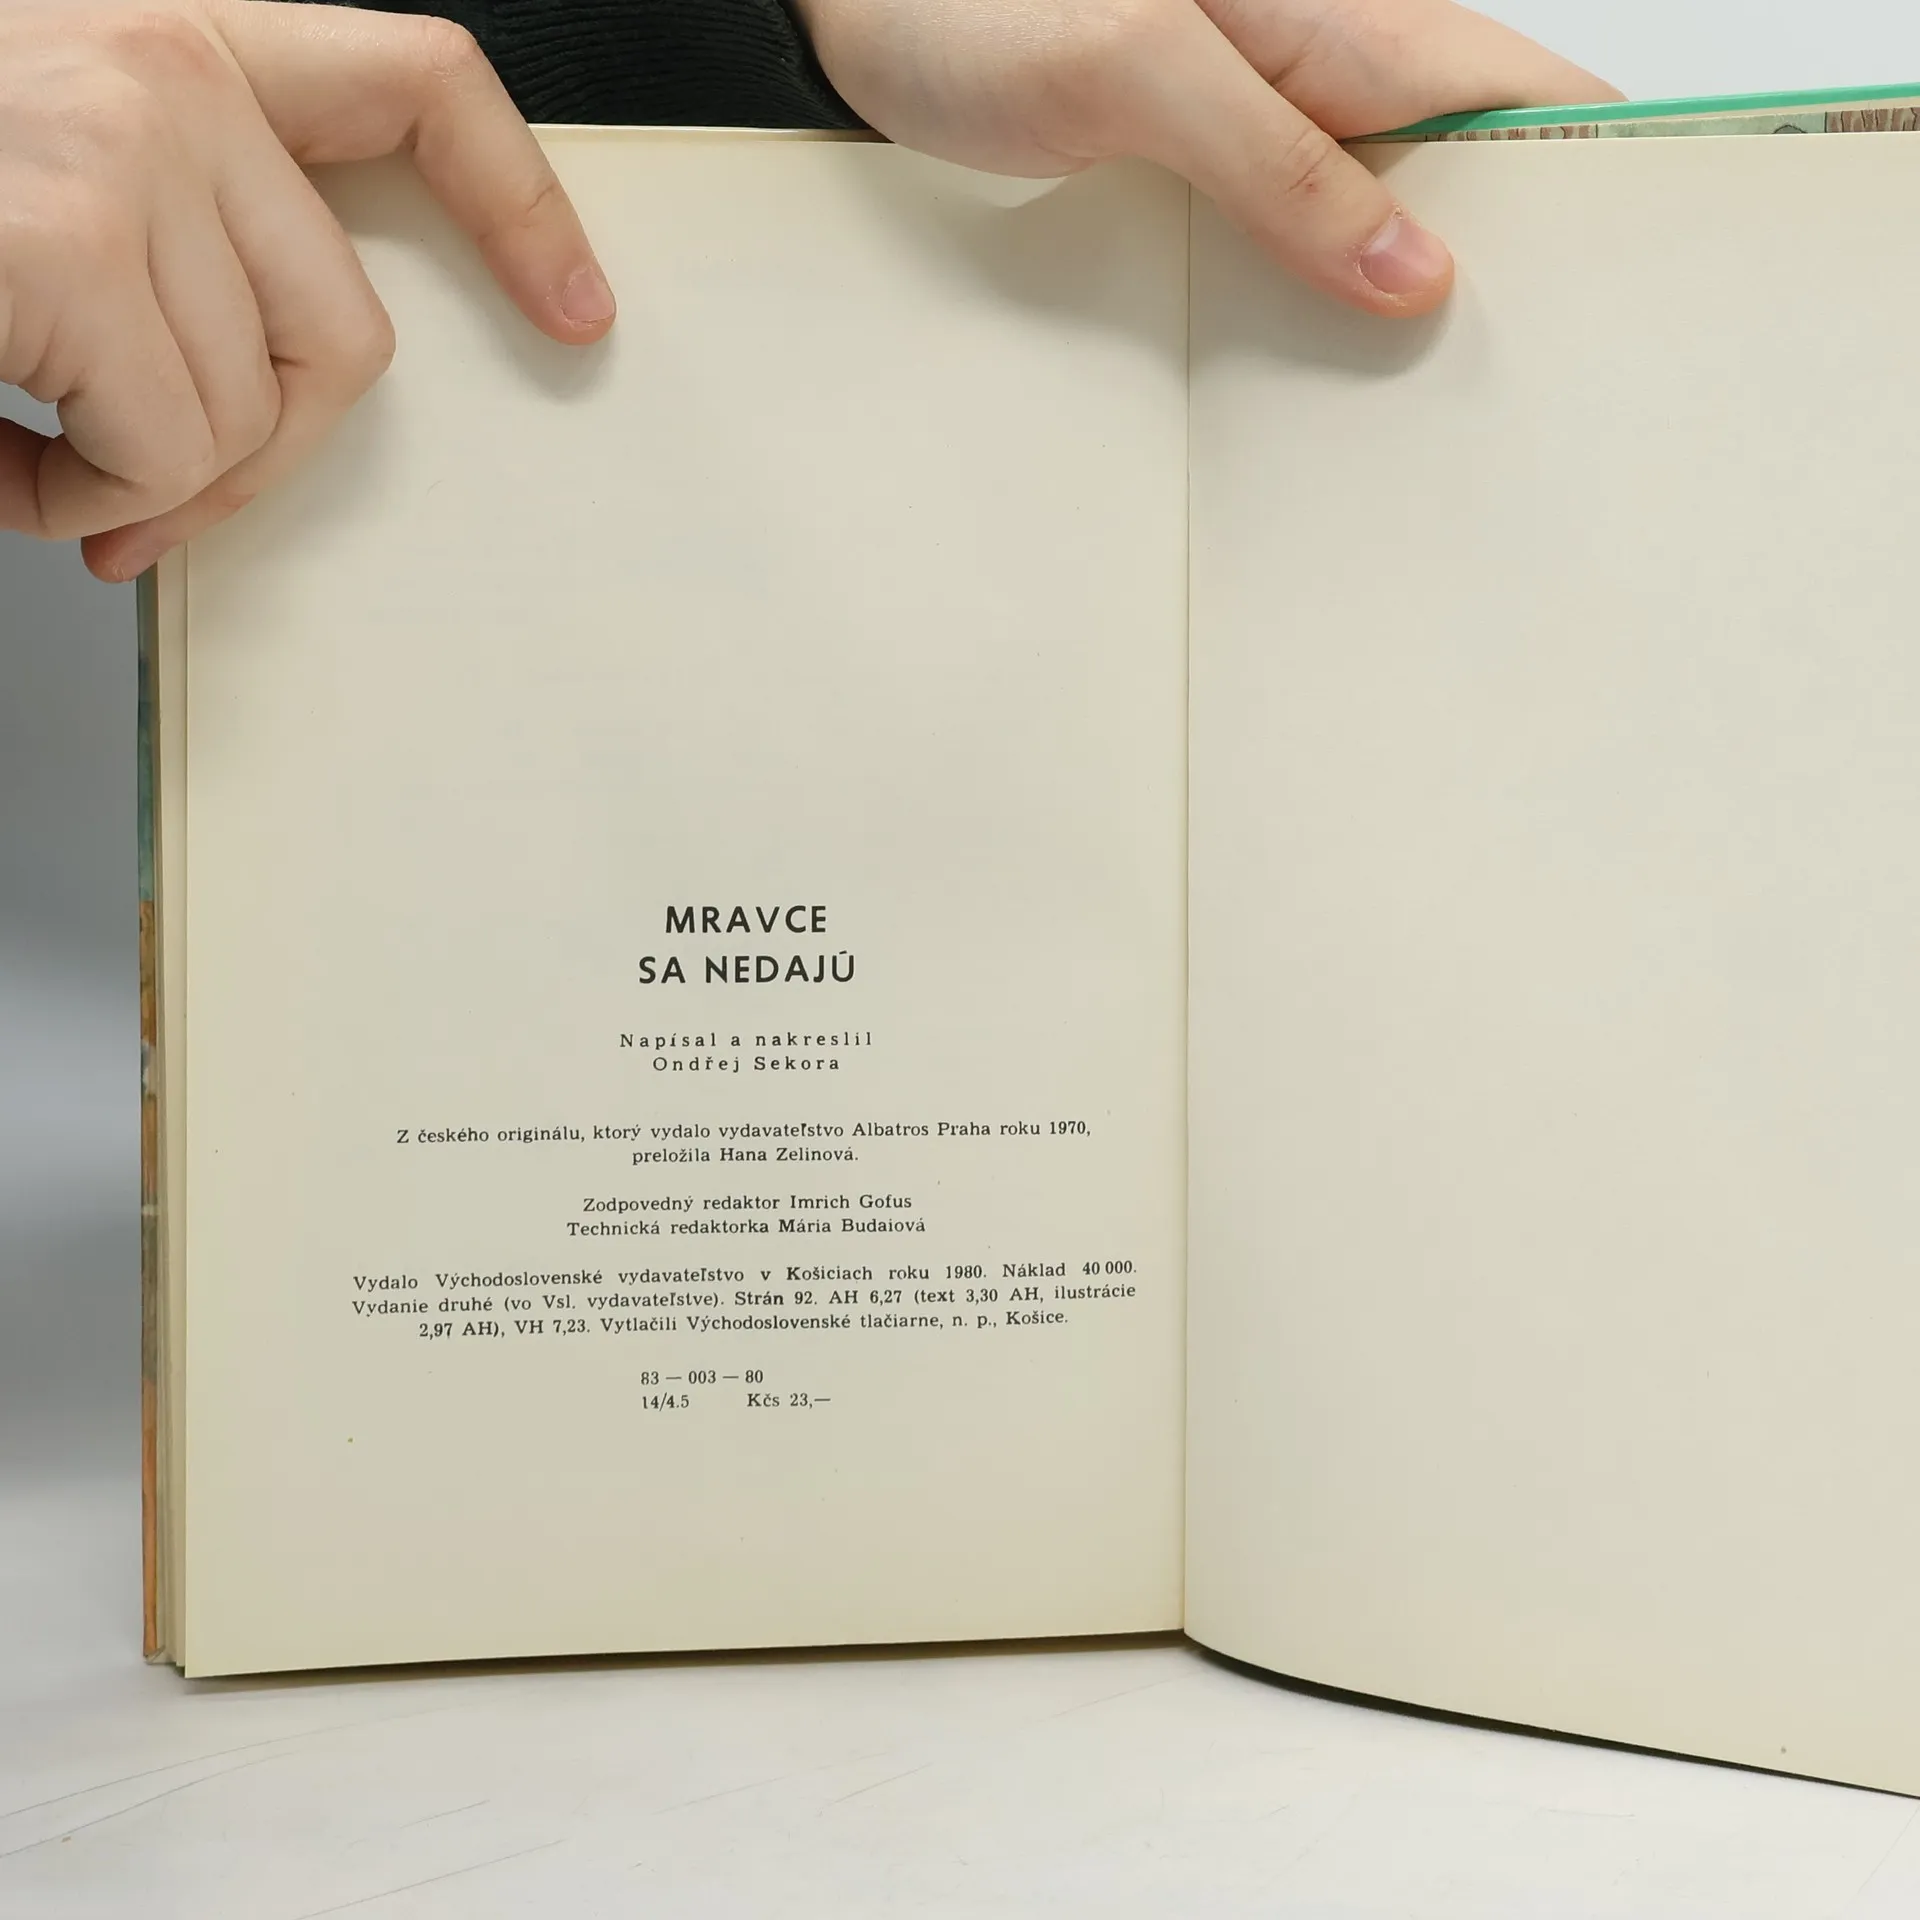 MRAVCE
SA NEDAJÚ
Napísal a nakreslil
Ondřej Sekora
Z českého originálu, ktorý vydalo vydavateľstvo Albatros Praha roku 1970,
preložila Hana Zelinová.
Zodpovedný redaktor Imrich Gofus
Technická redaktorka Mária Budaiová
Vydalo Východoslovenské vydavateľstvo v Košiciach roku 1980. Náklad 40 000.
Vydanie druhé (vo Vsl. vydavateľstve). Strán 92. AH 6,27 (text 3,30 AH, ilustrácie
2,97 AH), VH 7,23. Vytlačili Východoslovenské tlačiarne, n. p., Košice.
83 — 003 — 80
14/4.5 Kčs 23,—